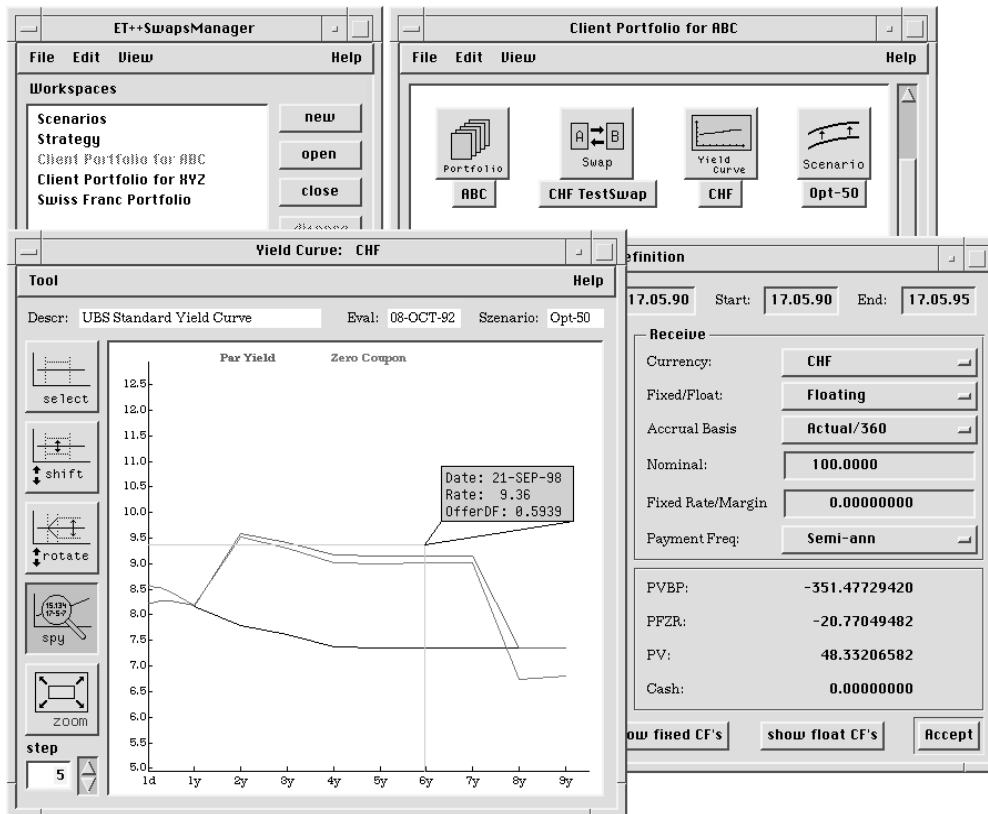 ET++SwapsManager
File Edit View Help
Workspaces
Scenarios
Strategy
Client Portfolio for ABC
Client Portfolio for XYZ
Swiss Franc Portfolio
new
open
close
Client Portfolio for ABC
File Edit View Help
Portfolio
ABC
A B
Swap
CHF TestSwap
Yield
Curve
CHF
Scenario
Opt-50
Yield Curve: CHF
Tool Help
Descr: UBS Standard Yield Curve Eval: 08-OCT-92 Szenario: Opt-50
select
shift
rotate
spy
zoom
step
5
Par Yield Zero Coupon
12.5
12.0
11.5
11.0
10.5
10.0
9.5
9.0
8.5
8.0
7.5
7.0
6.5
6.0
5.5
5.0
1d 1y 2y 3y 4y 5y 6y 7y 8y 9y
Date: 21-SEP-98
Rate: 9.36
OfferDF: 0.5939
efinition
17.05.90 Start: 17.05.90 End: 17.05.95
Receive
Currency: CHF
Fixed/Float: Floating
Accrual Basis Actual/360
Nominal: 100.0000
Fixed Rate/Margin 0.00000000
Payment Freq: Semi-ann
PVBP: -351.47729420
PFZR: -20.77049482
PV: 48.33206582
Cash: 0.00000000
ow fixed CF's show float CF's Accept